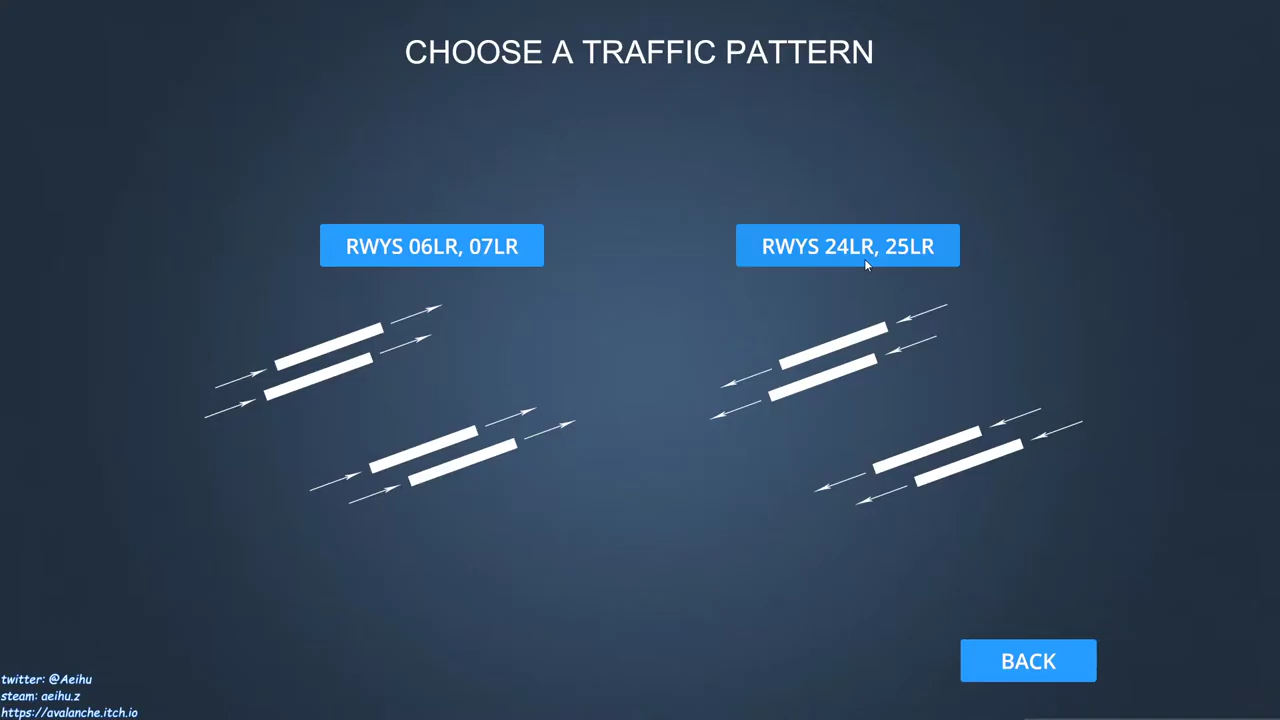 CHOOSE A TRAFFIC PATTERN
RWYS 06LR, 07LR
RWYS 24LR, 25LR
BACK
twitter: @Aeihu
steam: aeihu.z
https://avalanche.itch.io